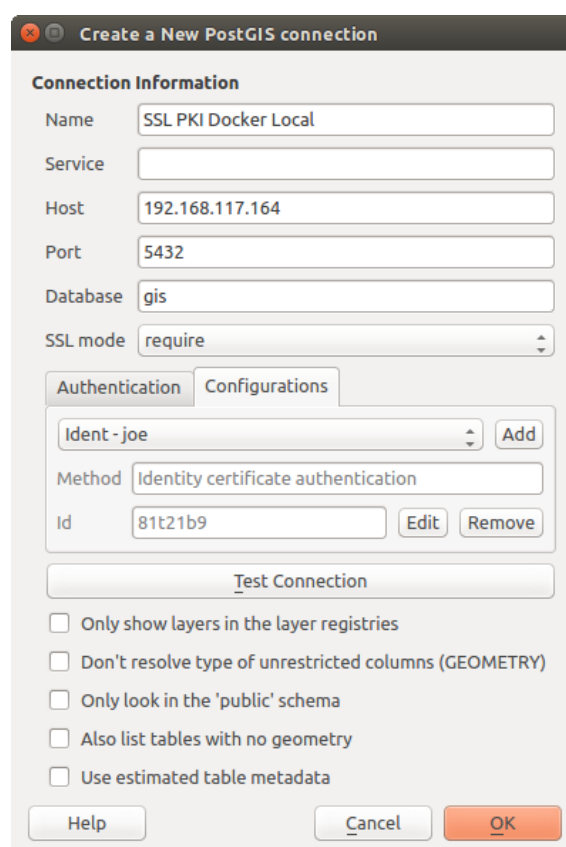 Create a New PostGIS connection
Connection Information
Name SSL PKI Docker Local
Service
Host 192.168.117.164
Port 5432
Database gis
SSL mode require
Authentication Configurations
Ident - joe Add
Method Identity certificate authentication
Id 81t21b9 Edit Remove
Test Connection
Only show layers in the layer registries
Don't resolve type of unrestricted columns (GEOMETRY)
Only look in the 'public' schema
Also list tables with no geometry
Use estimated table metadata
Help Cancel OK